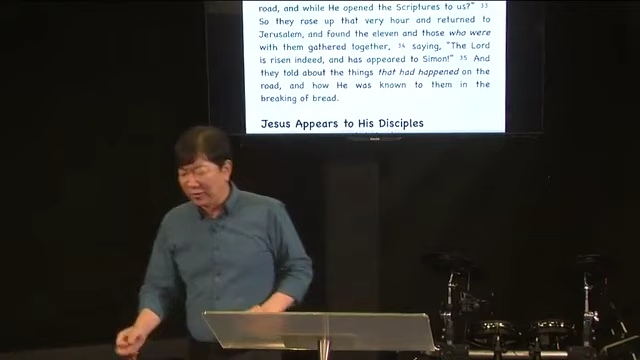 road, and while He opened the Scriptures to us?" 33
So they rose up that very hour and returned to
Jerusalem, and found the eleven and those who were
with them gathered together, 34 saying, "The Lord
is risen indeed, and has appeared to Simon!" 35 And
they told about the things that had happened on the
road, and how He was known to them in the
breaking of bread.
Jesus Appears to His Disciples